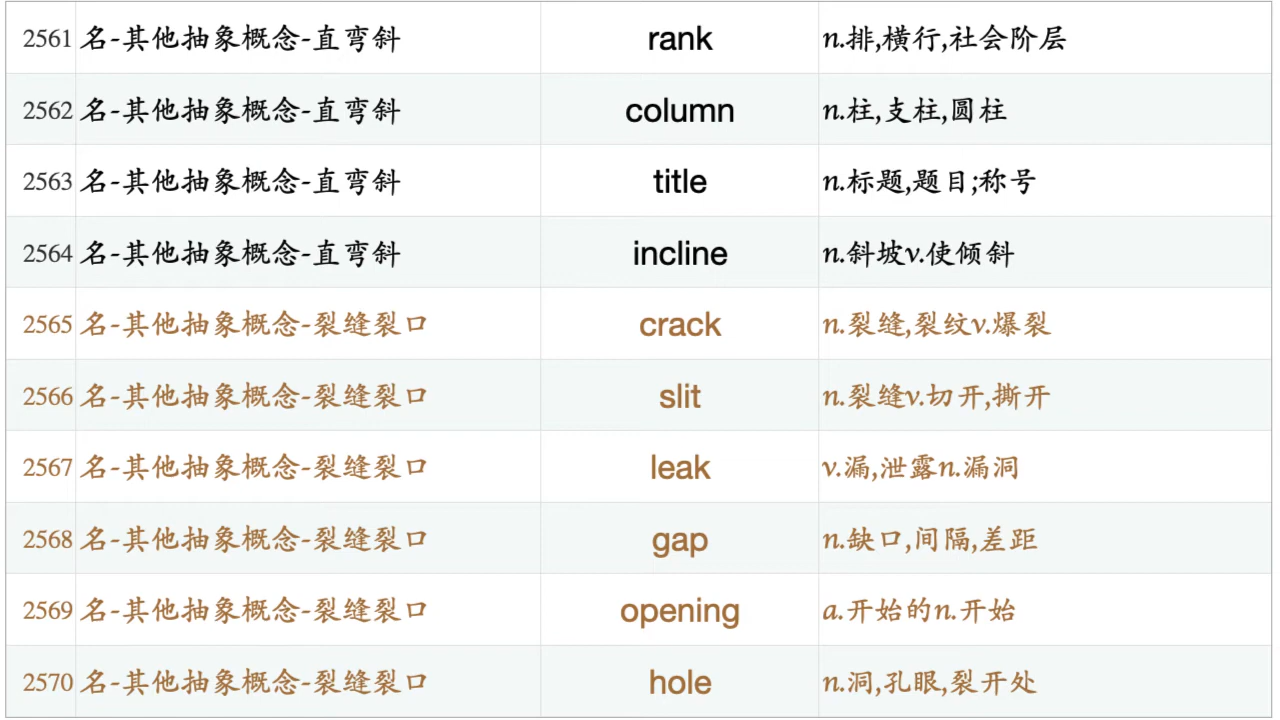 2561 名-其他抽象概念-直弯斜 rank n.排,横行,社会阶层
2562 名-其他抽象概念-直弯斜 column n.柱,支柱,圆柱
2563 名-其他抽象概念-直弯斜 title n.标题,题目;称号
2564 名-其他抽象概念-直弯斜 incline n.斜坡v.使倾斜
2565 名-其他抽象概念-裂缝裂口 crack n.裂缝,裂纹v.爆裂
2566 名-其他抽象概念-裂缝裂口 slit n.裂缝v.切开,撕开
2567 名-其他抽象概念-裂缝裂口 leak v.漏,泄露n.漏洞
2568 名-其他抽象概念-裂缝裂口 gap n.缺口,间隔,差距
2569 名-其他抽象概念-裂缝裂口 opening a.开始的n.开始
2570 名-其他抽象概念-裂缝裂口 hole n.洞,孔眼,裂开处